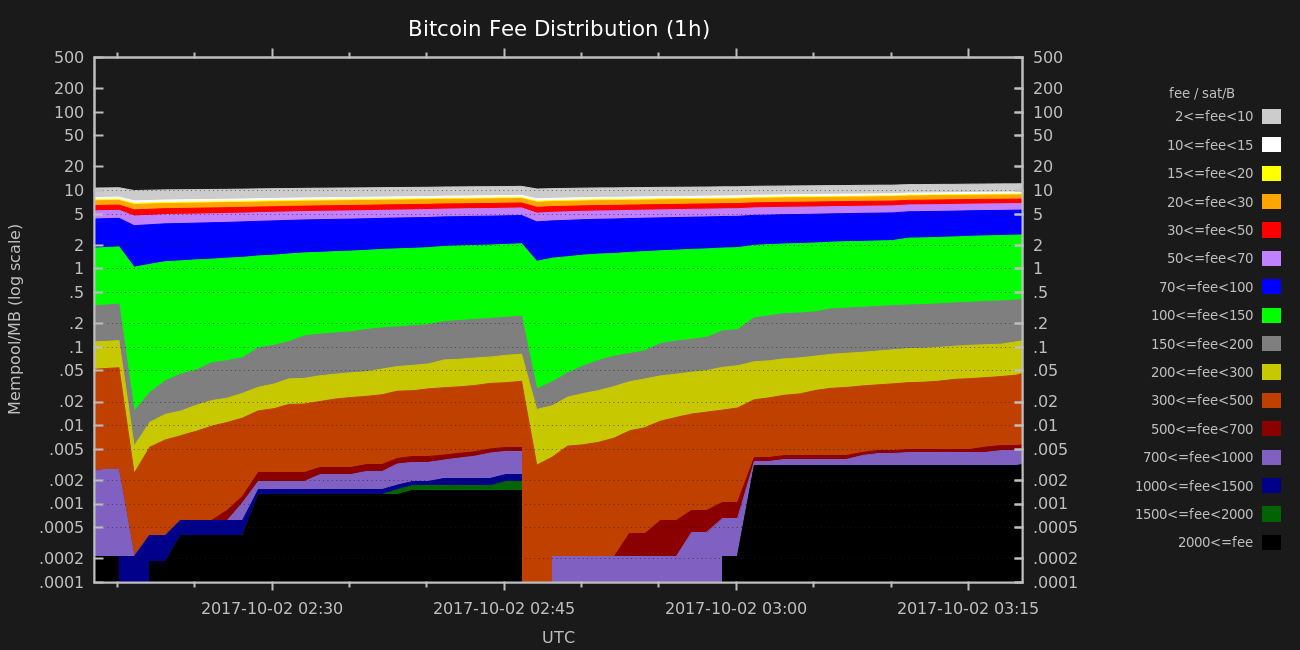 Bitcoin Fee Distribution (1h)
500 500
200 200
100 100
50 50
20 20
10 10
5 5
2 2
1 1
.5 .5
.2 .2
.1 .1
.05 .05
.02 .02
.01 .01
.005 .005
.002 .002
.001 .001
.0005 .0005
.0002 .0002
.0001 .0001
Mempool/MB (log scale)
2017-10-02 02:30 2017-10-02 02:45 2017-10-02 03:00 2017-10-02 03:15
UTC
fee / sat/B
2<=fee<10
10<=fee<15
15<=fee<20
20<=fee<30
30<=fee<50
50<=fee<70
70<=fee<100
100<=fee<150
150<=fee<200
200<=fee<300
300<=fee<500
500<=fee<700
700<=fee<1000
1000<=fee<1500
1500<=fee<2000
2000<=fee